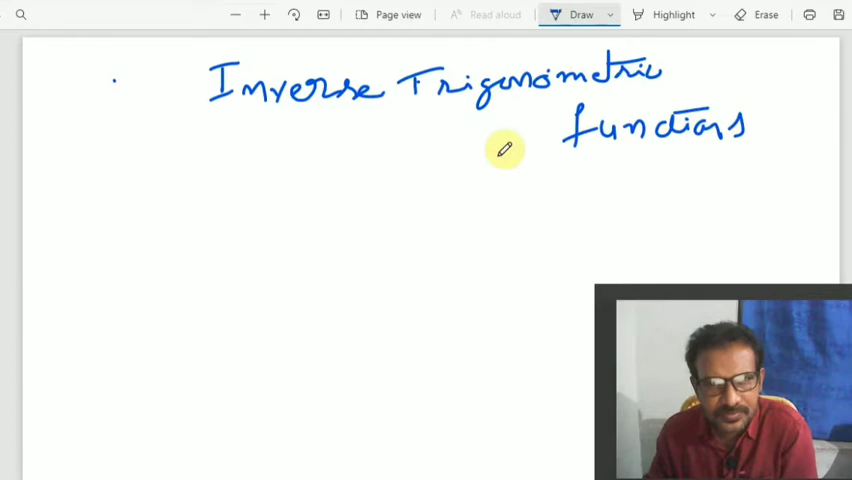 Page view
Read aloud
Draw
Highlight
Erase
Inverse Trigonometric
functions